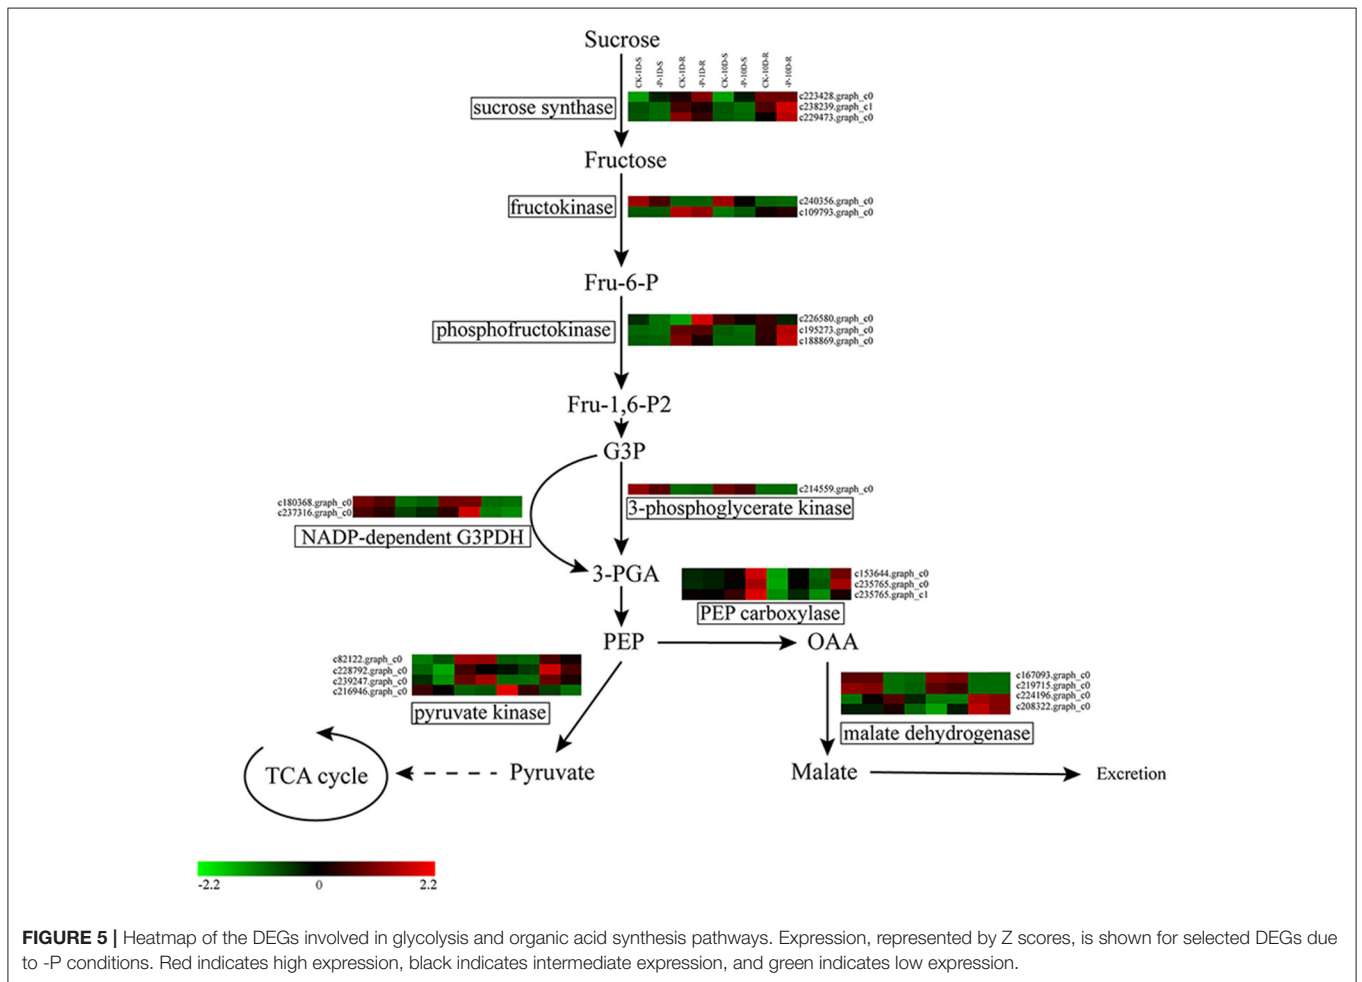 Sucrose
CK-1D-S
-P-1D-S
CK-1D-R
-P-1D-R
CK-10D-S
-P-10D-S
CK-10D-R
-P-10D-R
sucrose synthase
c223428.graph_c0
c238239.graph_c1
c229473.graph_c0
Fructose
fructokinase
c240356.graph_c0
c109793.graph_c0
Fru-6-P
phosphofructokinase
c226580.graph_c0
c195273.graph_c0
c188869.graph_c0
Fru-1,6-P2
G3P
c180368.graph_c0
c237316.graph_c0
NADP-dependent G3PDH
c214559.graph_c0
3-phosphoglycerate kinase
3-PGA
c153644.graph_c0
c235765.graph_c0
c235765.graph_c1
PEP carboxylase
PEP
OAA
c82122.graph_c0
c228792.graph_c0
c239247.graph_c0
c216946.graph_c0
pyruvate kinase
c167093.graph_c0
c219715.graph_c0
c224196.graph_c0
c208322.graph_c0
malate dehydrogenase
TCA cycle
Pyruvate
Malate
Excretion
-2.2 0 2.2
FIGURE 5 | Heatmap of the DEGs involved in glycolysis and organic acid synthesis pathways. Expression, represented by Z scores, is shown for selected DEGs due
to -P conditions. Red indicates high expression, black indicates intermediate expression, and green indicates low expression.